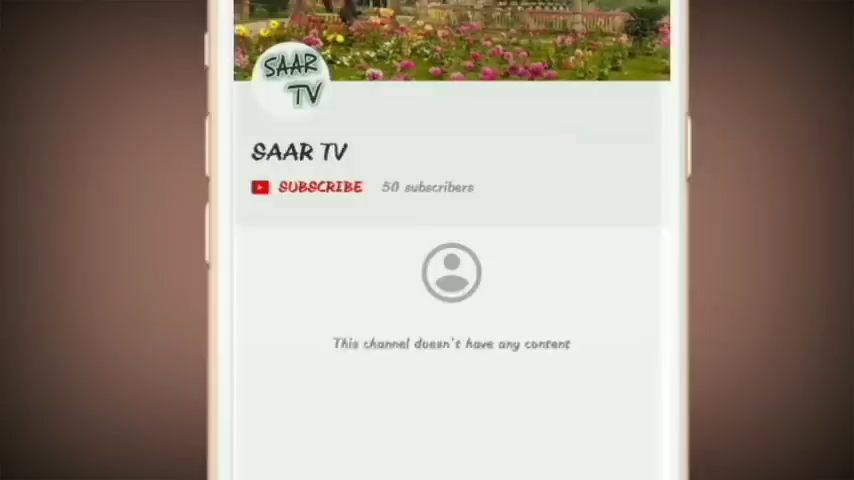 SAAR
TV
SAAR TV
SUBSCRIBE 50 subscribers
This channel doesn't have any content